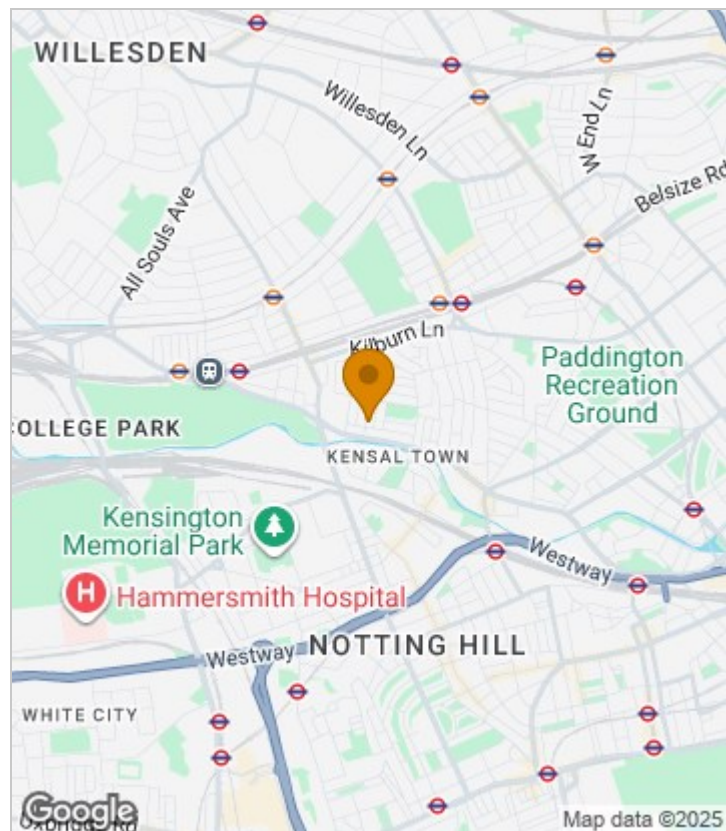 WILLESDEN
Willesden Ln
W End Ln
All Souls Ave
Belsize Rd
Kilburn Ln
Paddington
Recreation
Ground
COLLEGE PARK
KENSAL TOWN
Kensington
Memorial Park
Westway
H
Hammersmith Hospital
NOTTING HILL
Westway
WHITE CITY
Google
Map data ©2025